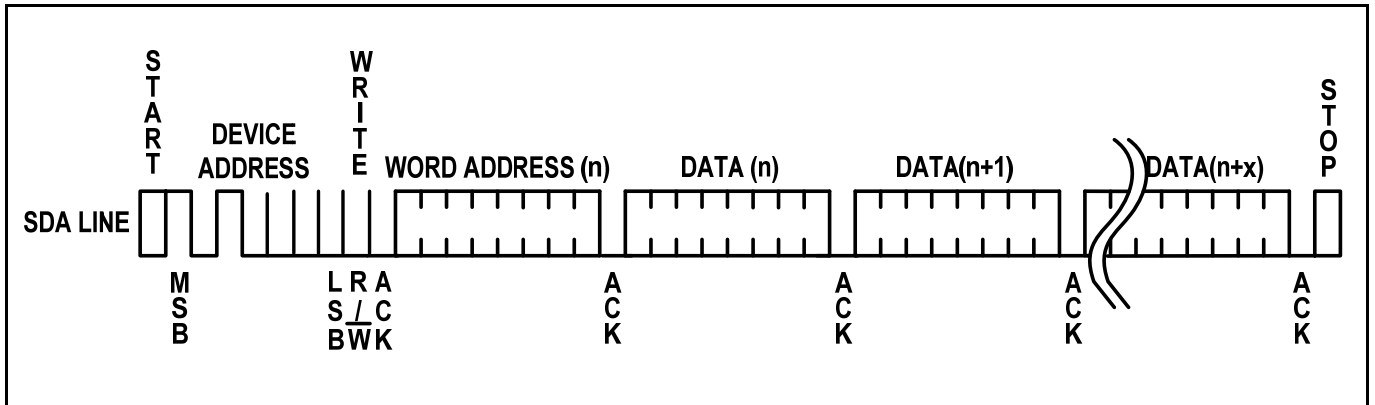 START
WRITE
STOP
DEVICE
ADDRESS
WORD ADDRESS (n)
DATA (n)
DATA(n+1)
DATA(n+x)
SDA LINE
MSB
LSB
R/W
ACK
ACK
ACK
ACK
ACK